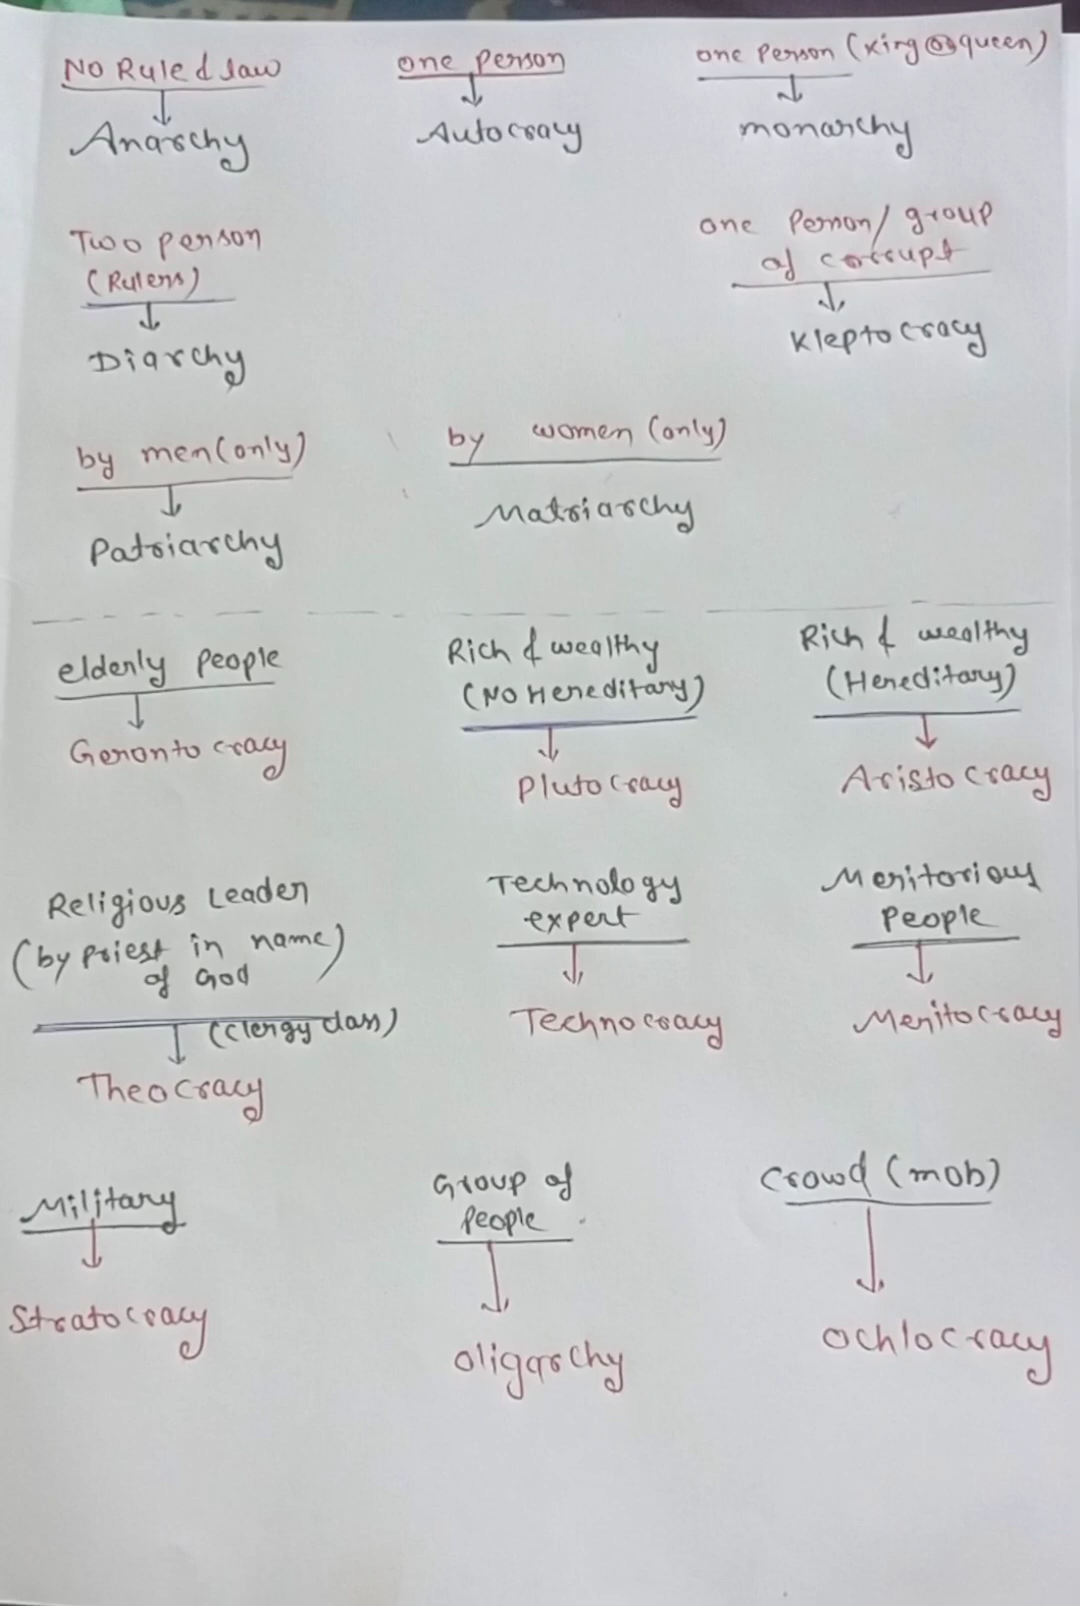 No Rule & law
one person
one person (king or queen)
Anarchy
Autocracy
monarchy
Two person
(Rulers)
one Person/group
of corrupt
Diarchy
Kleptocracy
by men (only)
by women (only)
Patriarchy
Matriarchy
elderly People
Rich & wealthy
(No Hereditary)
Rich & wealthy
(Hereditary)
Gerontocracy
Plutocracy
Aristocracy
Religious Leader
(by priest in name
of God
Technology
expert
Meritorious
People
(Clergy class)
Theocracy
Technocracy
Meritocracy
Military
Group of
People
Crowd (mob)
Stratocracy
Oligarchy
Ochlocracy